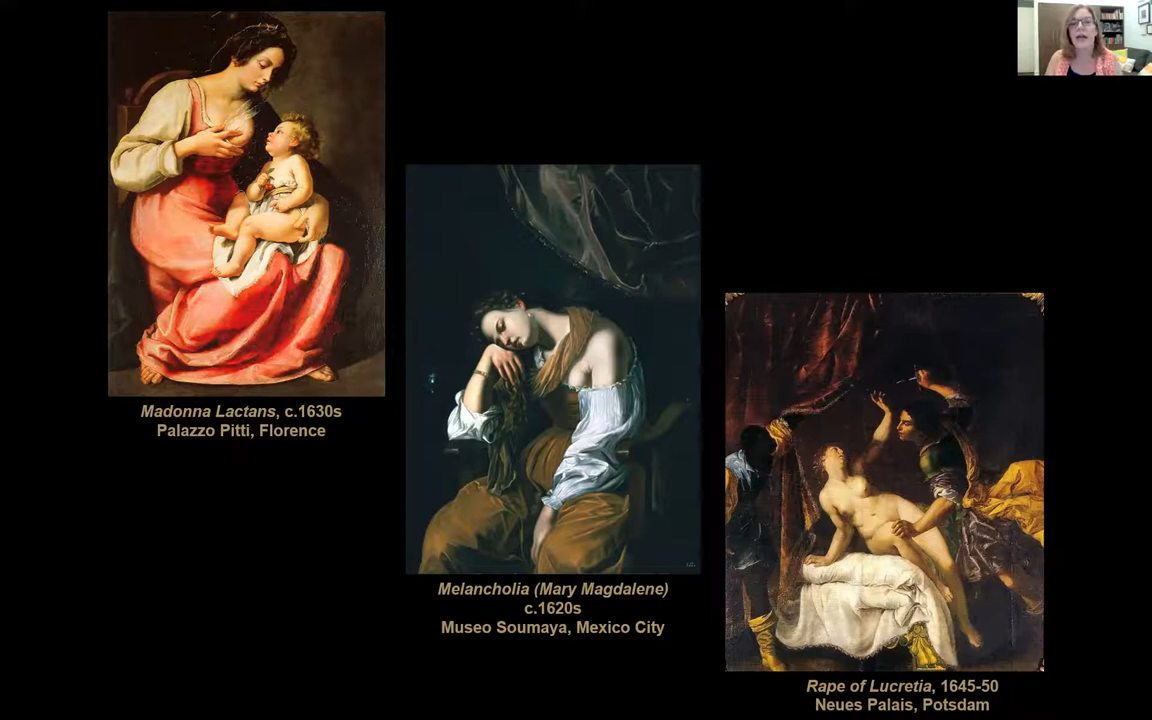 Madonna Lactans, c.1630s
Palazzo Pitti, Florence
Melancholia (Mary Magdalene)
c.1620s
Museo Soumaya, Mexico City
Rape of Lucretia, 1645-50
Neues Palais, Potsdam